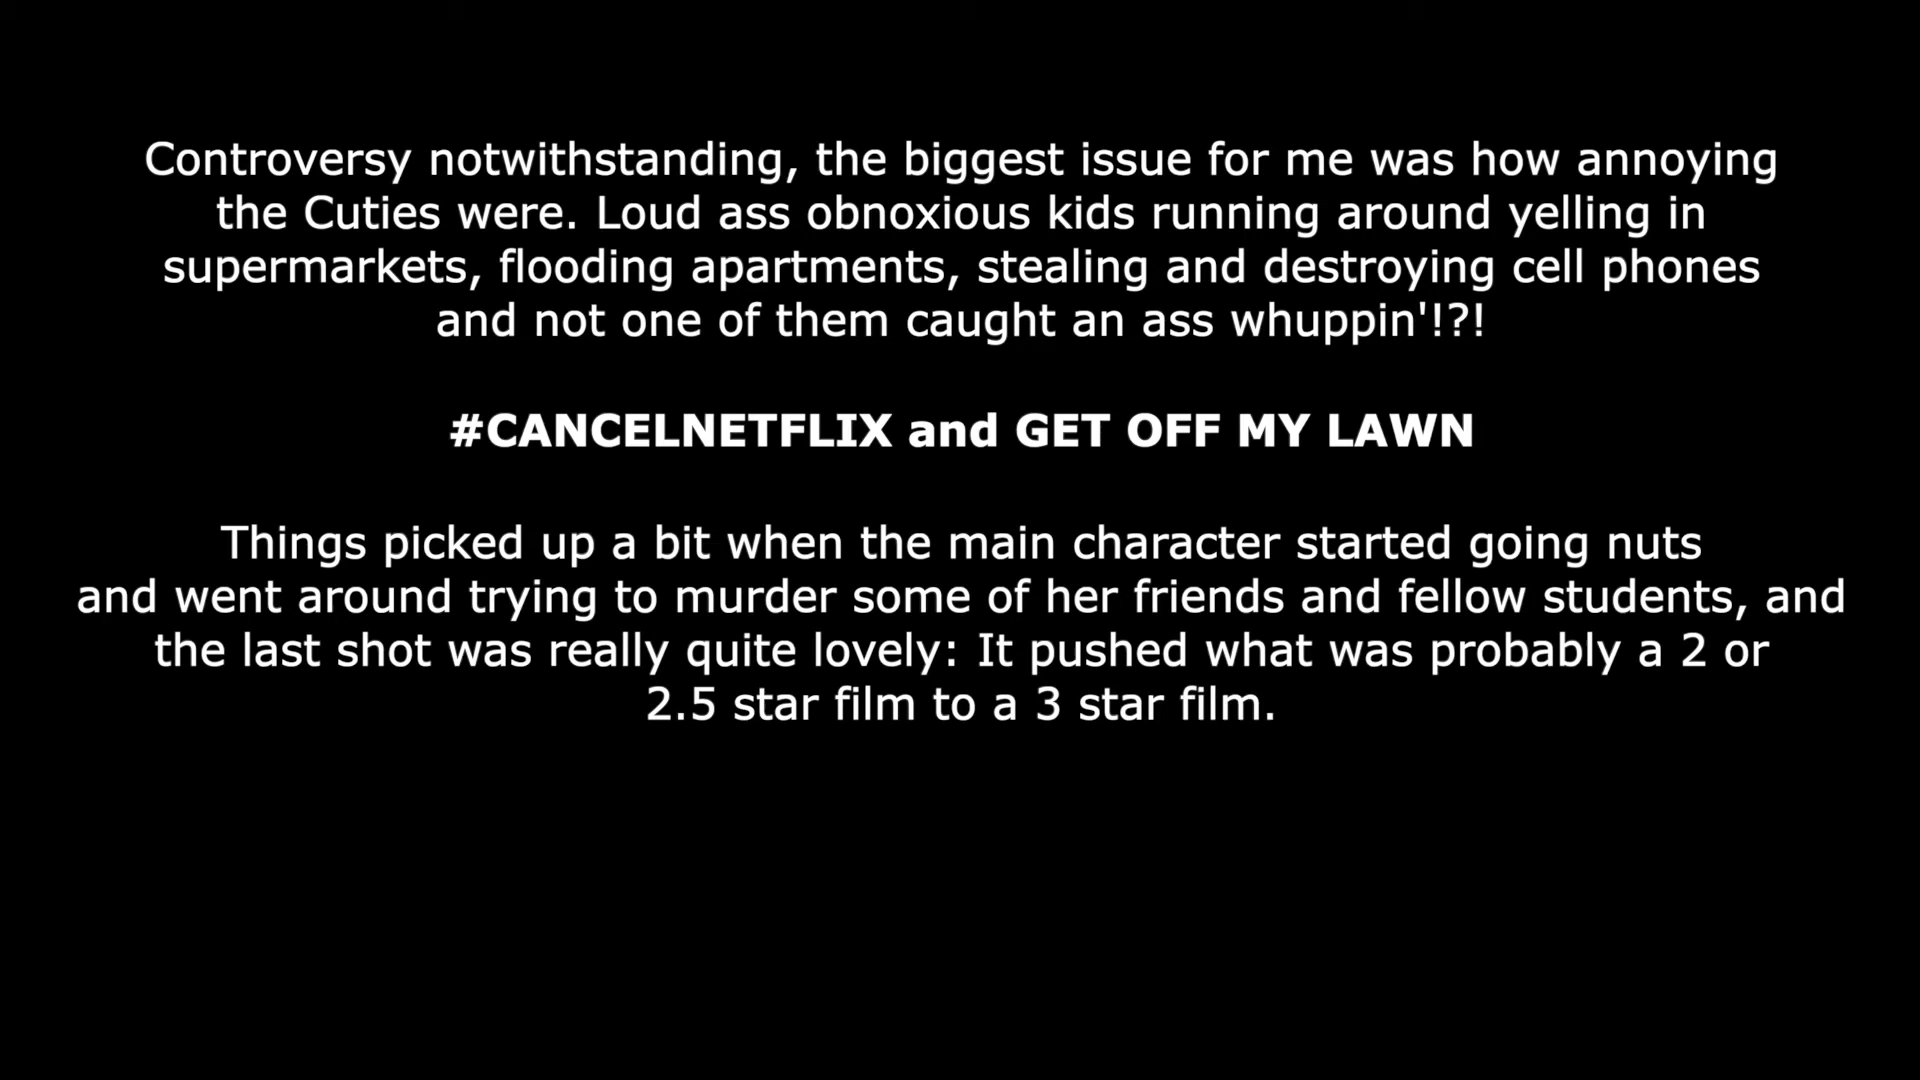 Controversy notwithstanding, the biggest issue for me was how annoying
the Cuties were. Loud ass obnoxious kids running around yelling in
supermarkets, flooding apartments, stealing and destroying cell phones
and not one of them caught an ass whuppin'!?!
#CANCELNETFLIX and GET OFF MY LAWN
Things picked up a bit when the main character started going nuts
and went around trying to murder some of her friends and fellow students, and
the last shot was really quite lovely: It pushed what was probably a 2 or
2.5 star film to a 3 star film.